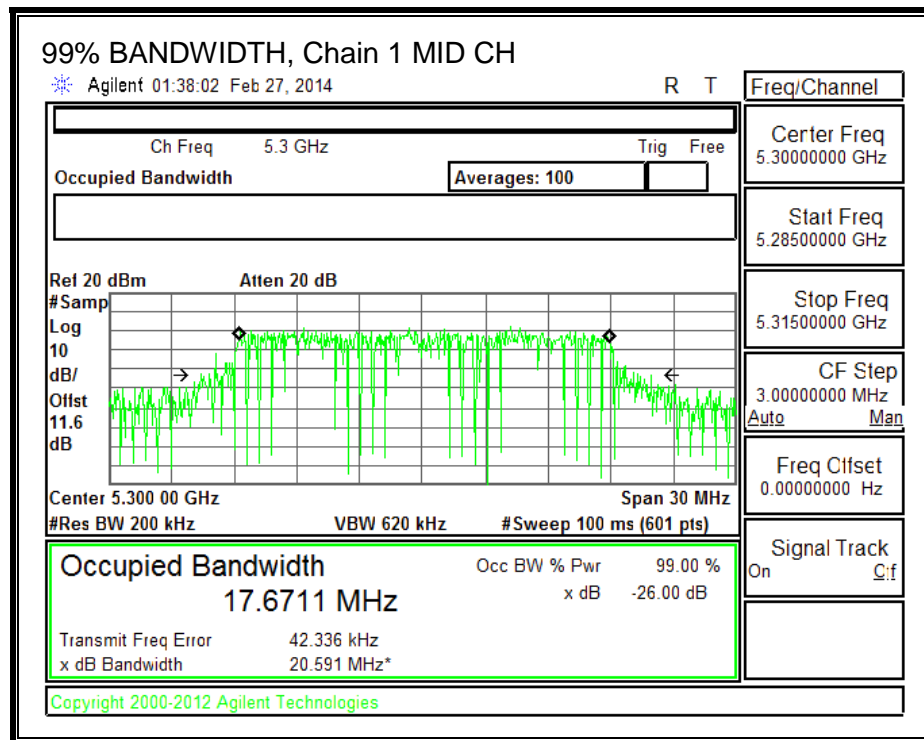 99% BANDWIDTH, Chain 1 MID CH
Agilent 01:38:02 Feb 27, 2014 R T
Freq/Channel
Ch Freq 5.3 GHz Trig Free
Occupied Bandwidth Averages: 100
Center Freq
5.30000000 GHz
Start Freq
5.28500000 GHz
Stop Freq
5.31500000 GHz
CF Step
3.00000000 MHz
Auto Man
Freq Offset
0.00000000 Hz
Signal Track
On Off
Ref 20 dBm Atten 20 dB
#Samp
Log
10
dB/
Offst
11.6
dB
Center 5.300 00 GHz Span 30 MHz
#Res BW 200 kHz VBW 620 kHz #Sweep 100 ms (601 pts)
Occupied Bandwidth Occ BW % Pwr 99.00 %
17.6711 MHz x dB -26.00 dB
Transmit Freq Error 42.336 kHz
x dB Bandwidth 20.591 MHz*
Copyright 2000-2012 Agilent Technologies